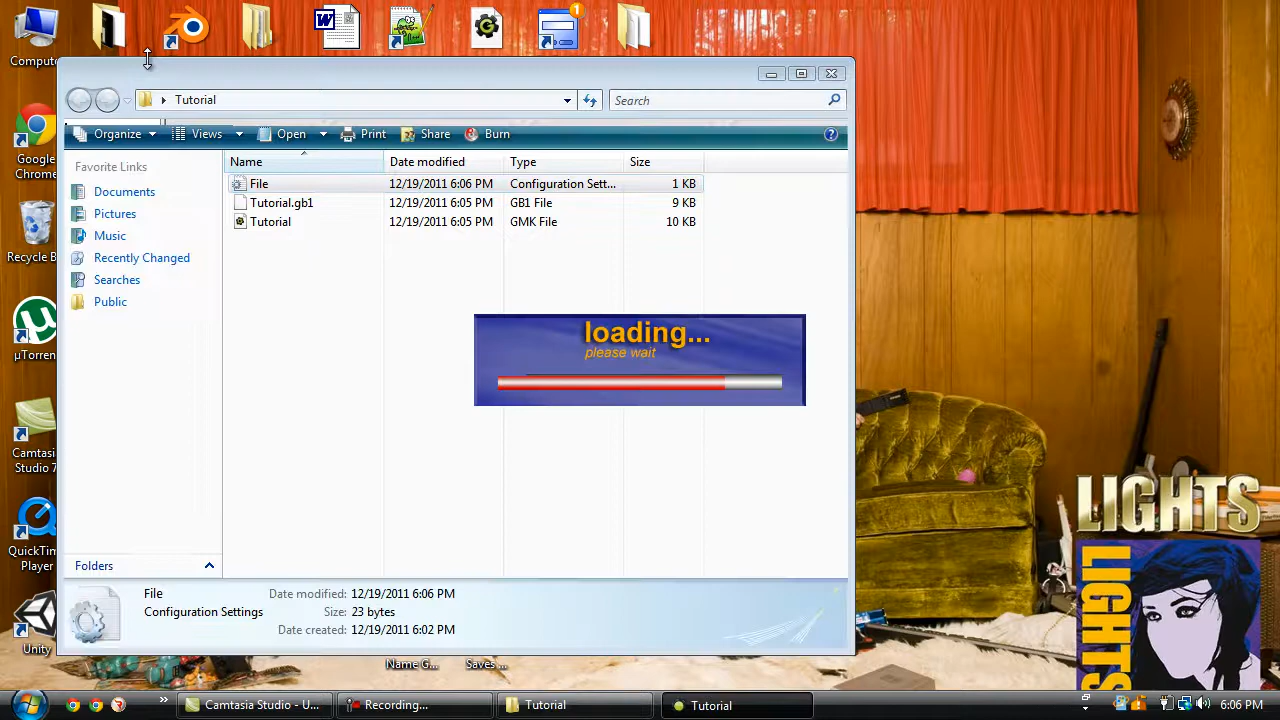 Compute
Google Chrome
Recycle B
µTorren
Camtasia Studio 7
QuickTim Player
Unity
W
1
Tutorial
Search
Organize
Views
Open
Print
Share
Burn
?
Favorite Links
Documents
Pictures
Music
Recently Changed
Searches
Public
Folders
Name
Date modified
Type
Size
File 12/19/2011 6:06 PM Configuration Sett... 1 KB
Tutorial.gb1 12/19/2011 6:05 PM GB1 File 9 KB
Tutorial 12/19/2011 6:05 PM GMK File 10 KB
loading...
please wait
File
Configuration Settings
Date modified: 12/19/2011 6:06 PM
Size: 23 bytes
Date created: 12/19/2011 6:02 PM
Name G...
Saves ...
LIGHTS
LIGHTS
»
Camtasia Studio - U...
Recording...
Tutorial
Tutorial
6:06 PM